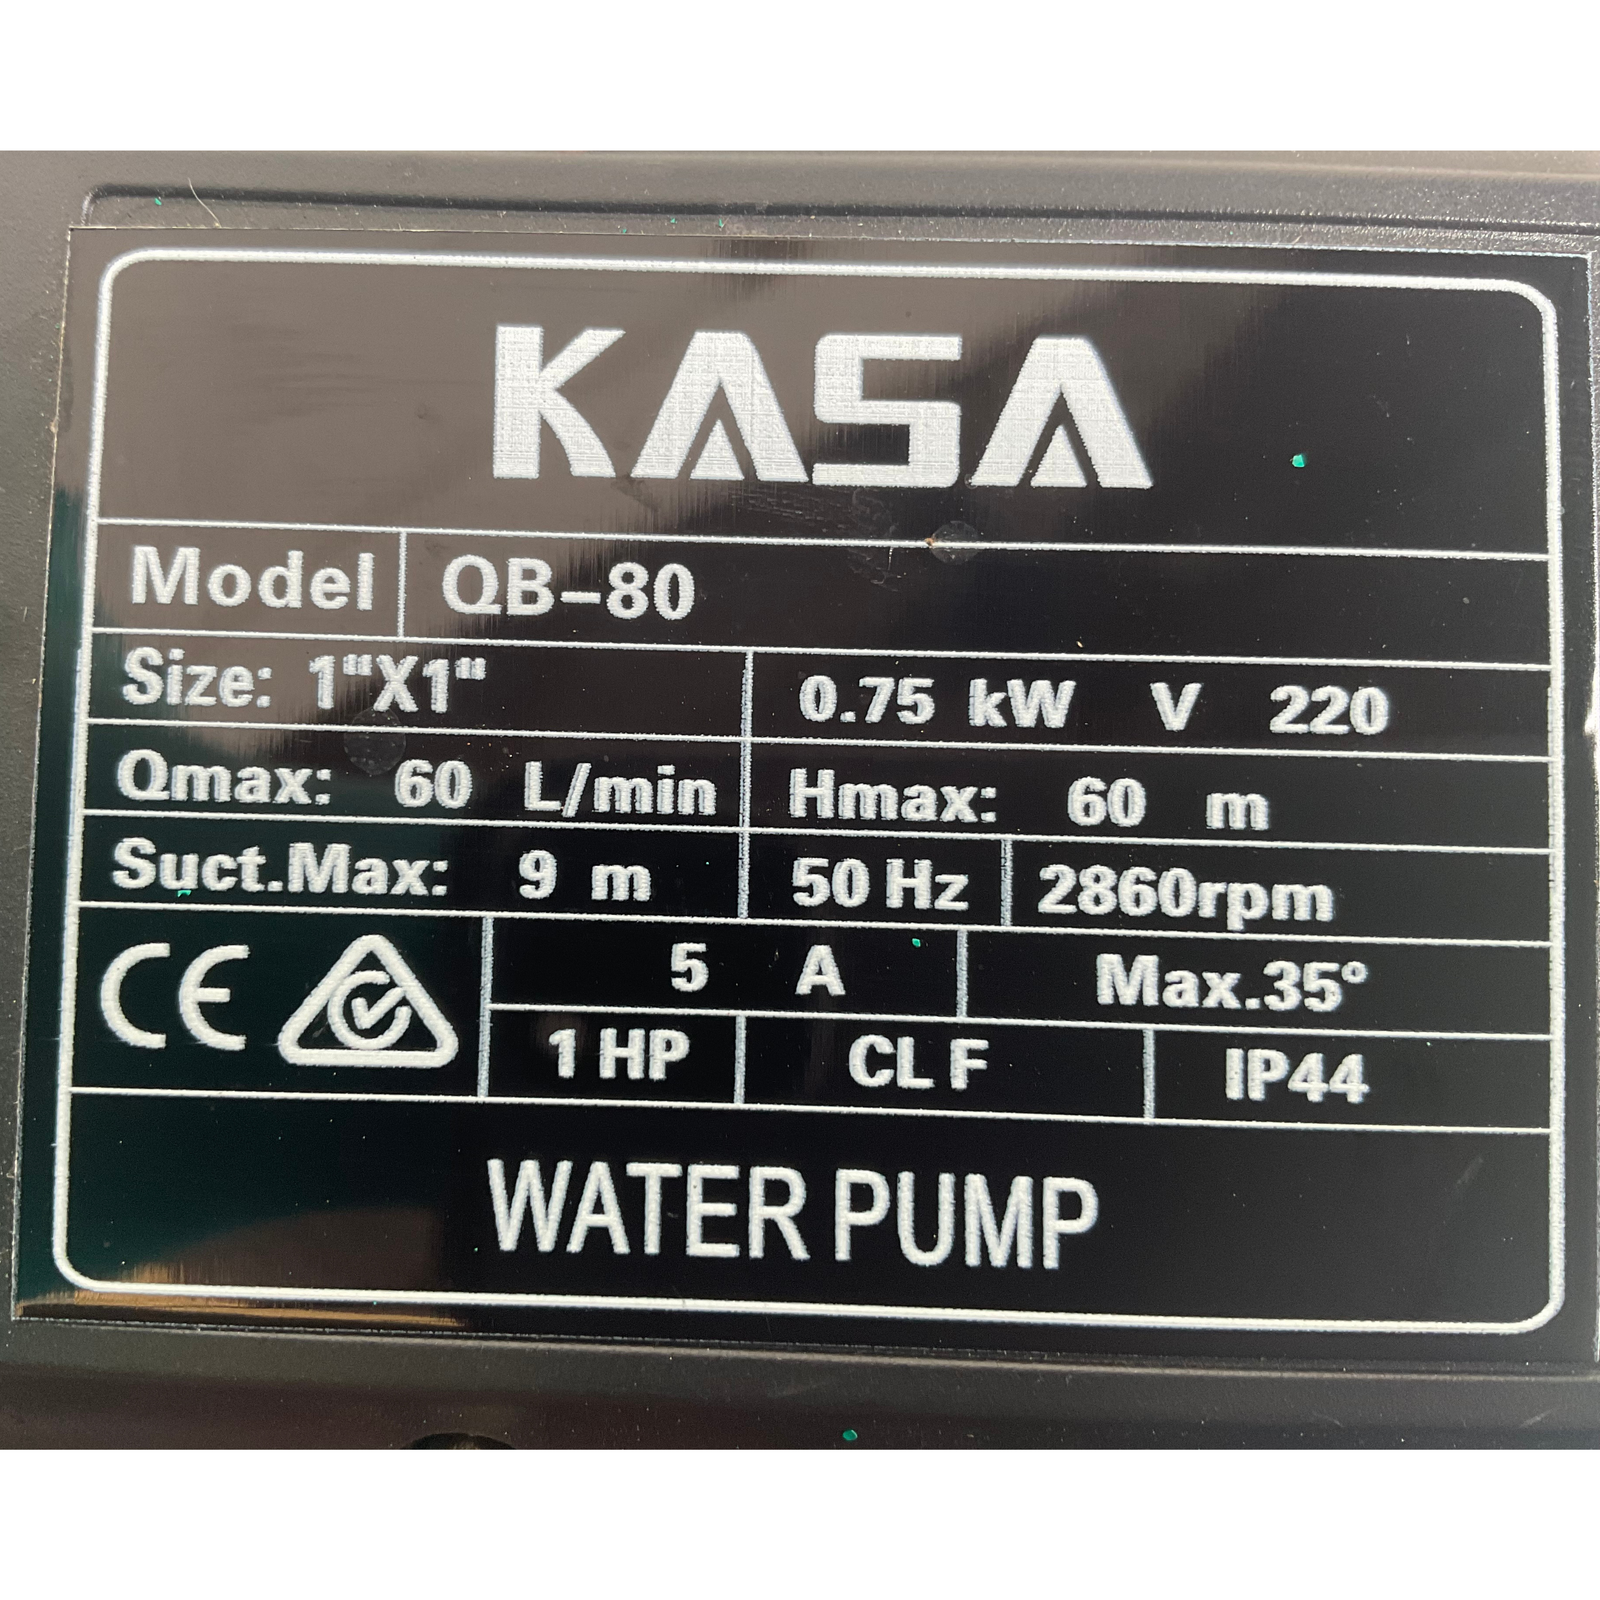 KASA
Model QB-80
Size: 1"X1" 0.75 kW V 220
Qmax: 60 L/min Hmax: 60 m
Suct.Max: 9 m 50 Hz 2860rpm
CE 5 A Max.35°
1 HP CL F IP44
WATER PUMP